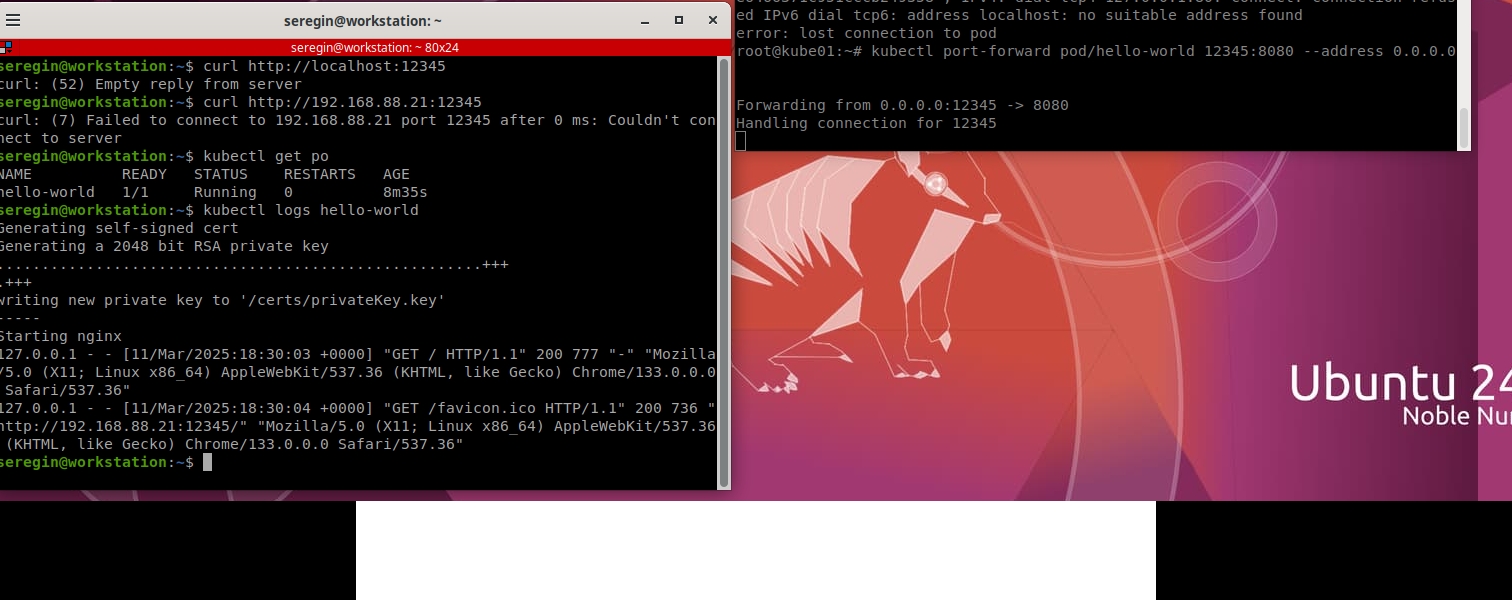 seregin@workstation: ~
seregin@workstation: ~ 80x24
seregin@workstation:~$ curl http://localhost:12345
curl: (52) Empty reply from server
seregin@workstation:~$ curl http://192.168.88.21:12345
curl: (7) Failed to connect to 192.168.88.21 port 12345 after 0 ms: Couldn't con
nect to server
seregin@workstation:~$ kubectl get po
NAME          READY   STATUS    RESTARTS   AGE
hello-world   1/1     Running   0          8m35s
seregin@workstation:~$ kubectl logs hello-world
Generating self-signed cert
Generating a 2048 bit RSA private key
......................................................+++
.+++
writing new private key to '/certs/privateKey.key'
-----
Starting nginx
127.0.0.1 - - [11/Mar/2025:18:30:03 +0000] "GET / HTTP/1.1" 200 777 "-" "Mozilla
/5.0 (X11; Linux x86_64) AppleWebKit/537.36 (KHTML, like Gecko) Chrome/133.0.0.0
Safari/537.36"
127.0.0.1 - - [11/Mar/2025:18:30:04 +0000] "GET /favicon.ico HTTP/1.1" 200 736 "
http://192.168.88.21:12345/" "Mozilla/5.0 (X11; Linux x86_64) AppleWebKit/537.36
(KHTML, like Gecko) Chrome/133.0.0.0 Safari/537.36"
seregin@workstation:~$
ed IPv6 dial tcp6: address localhost: no suitable address found
error: lost connection to pod
root@kube01:~# kubectl port-forward pod/hello-world 12345:8080 --address 0.0.0.0
Forwarding from 0.0.0.0:12345 -> 8080
Handling connection for 12345
Ubuntu 24
Noble Nu